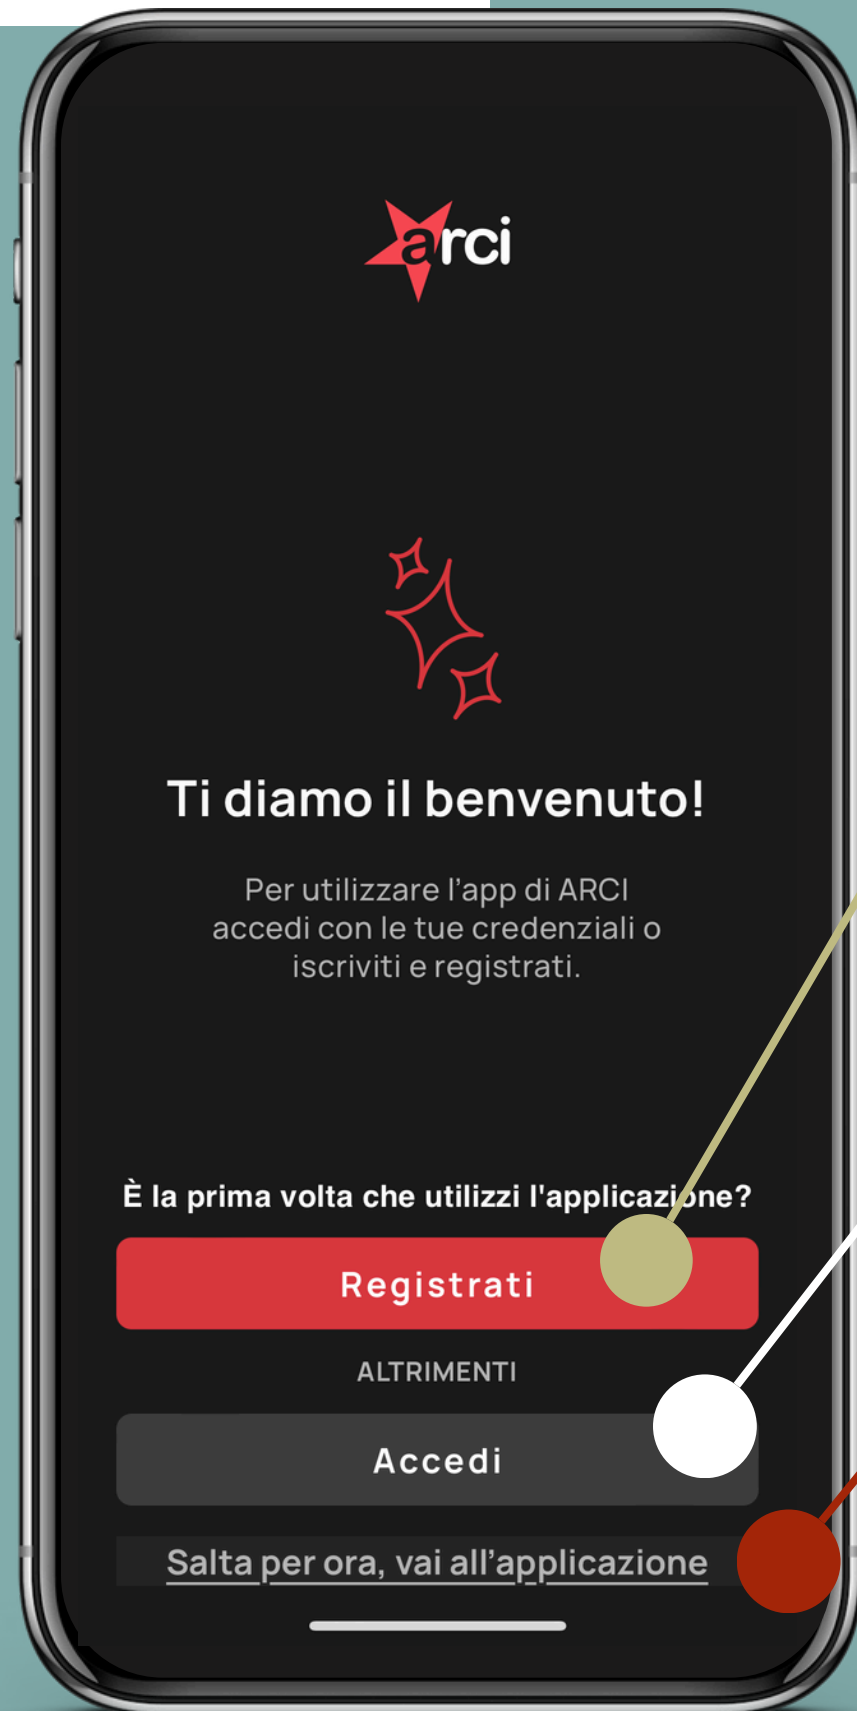 arci
Ti diamo il benvenuto!
Per utilizzare l’app di ARCI
accedi con le tue credenziali o
iscriviti e registrati.
È la prima volta che utilizzi l'applicazione?
Registrati
ALTRIMENTI
Accedi
Salta per ora, vai all’applicazione